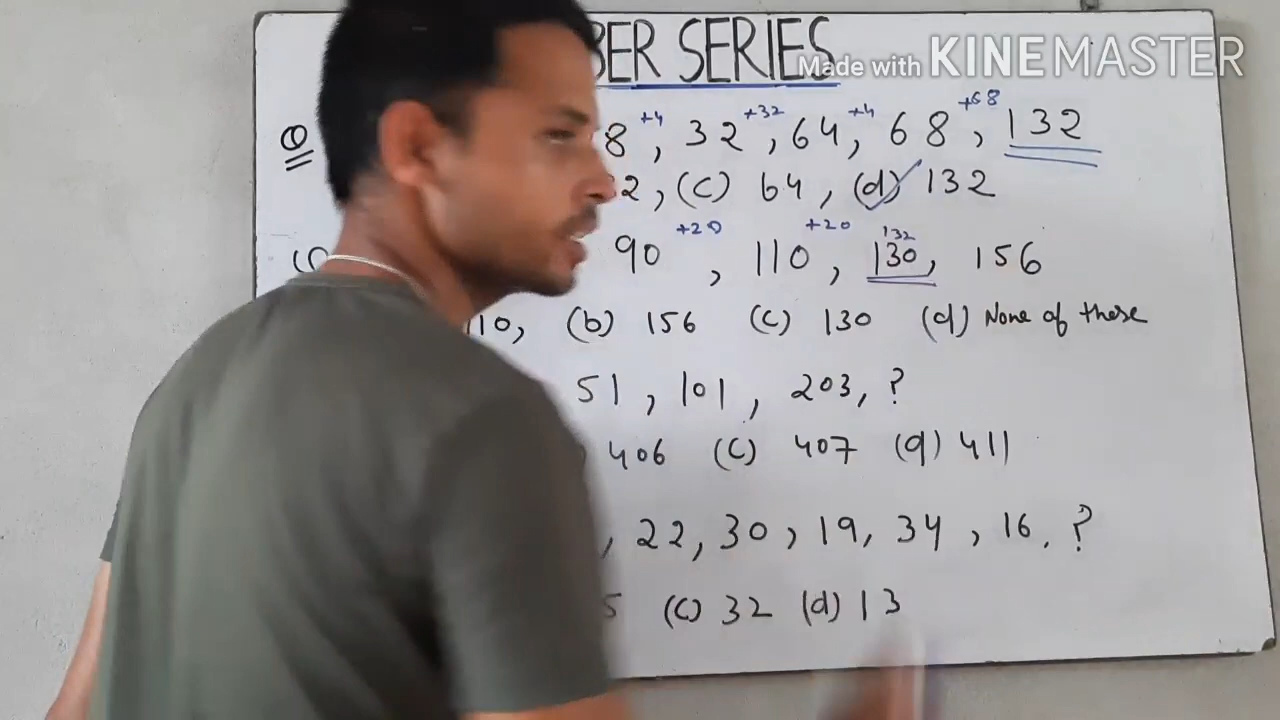 BER SERIES
Made with KINEMASTER
+4 +32 +4 +68
Q 8, 32, 64, 68, 132
2, (C) 64, (d) 132
+20 +20 132
90, 110, 130, 156
110, (b) 156 (C) 130 (d) None of these
51, 101, 203, ?
406 (C) 407 (d) 411
, 22, 30, 19, 34, 16, ?
5 (C) 32 (d) 13